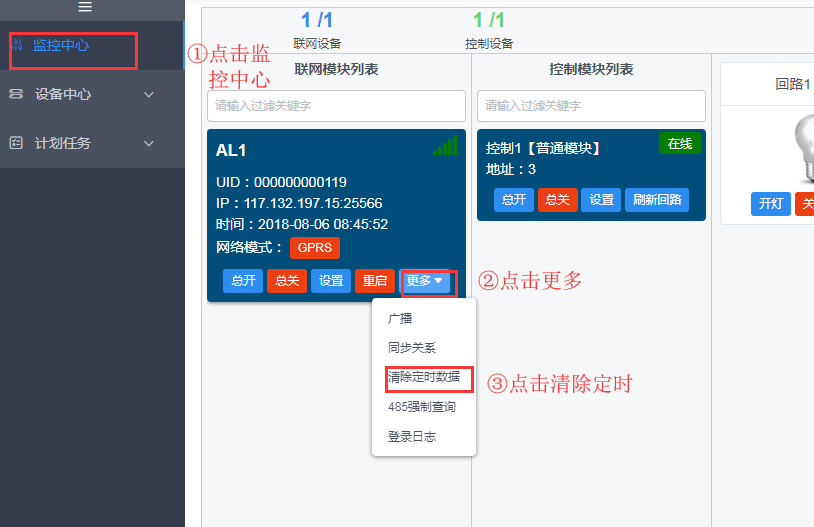 监控中心
设备中心
计划任务
①点击监
控中心
1 /1
联网设备
1 /1
控制设备
联网模块列表
请输入过滤关键字
AL1
UID：000000000119
IP：117.132.197.15:25566
时间：2018-08-06 08:45:52
网络模式： GPRS
总开 总关 设置 重启 更多
②点击更多
广播
同步关系
清除定时数据
③点击清除定时
485强制查询
登录日志
控制模块列表
请输入过滤关键字
控制1【普通模块】 在线
地址：3
总开 总关 设置 刷新回路
回路1
开灯 关